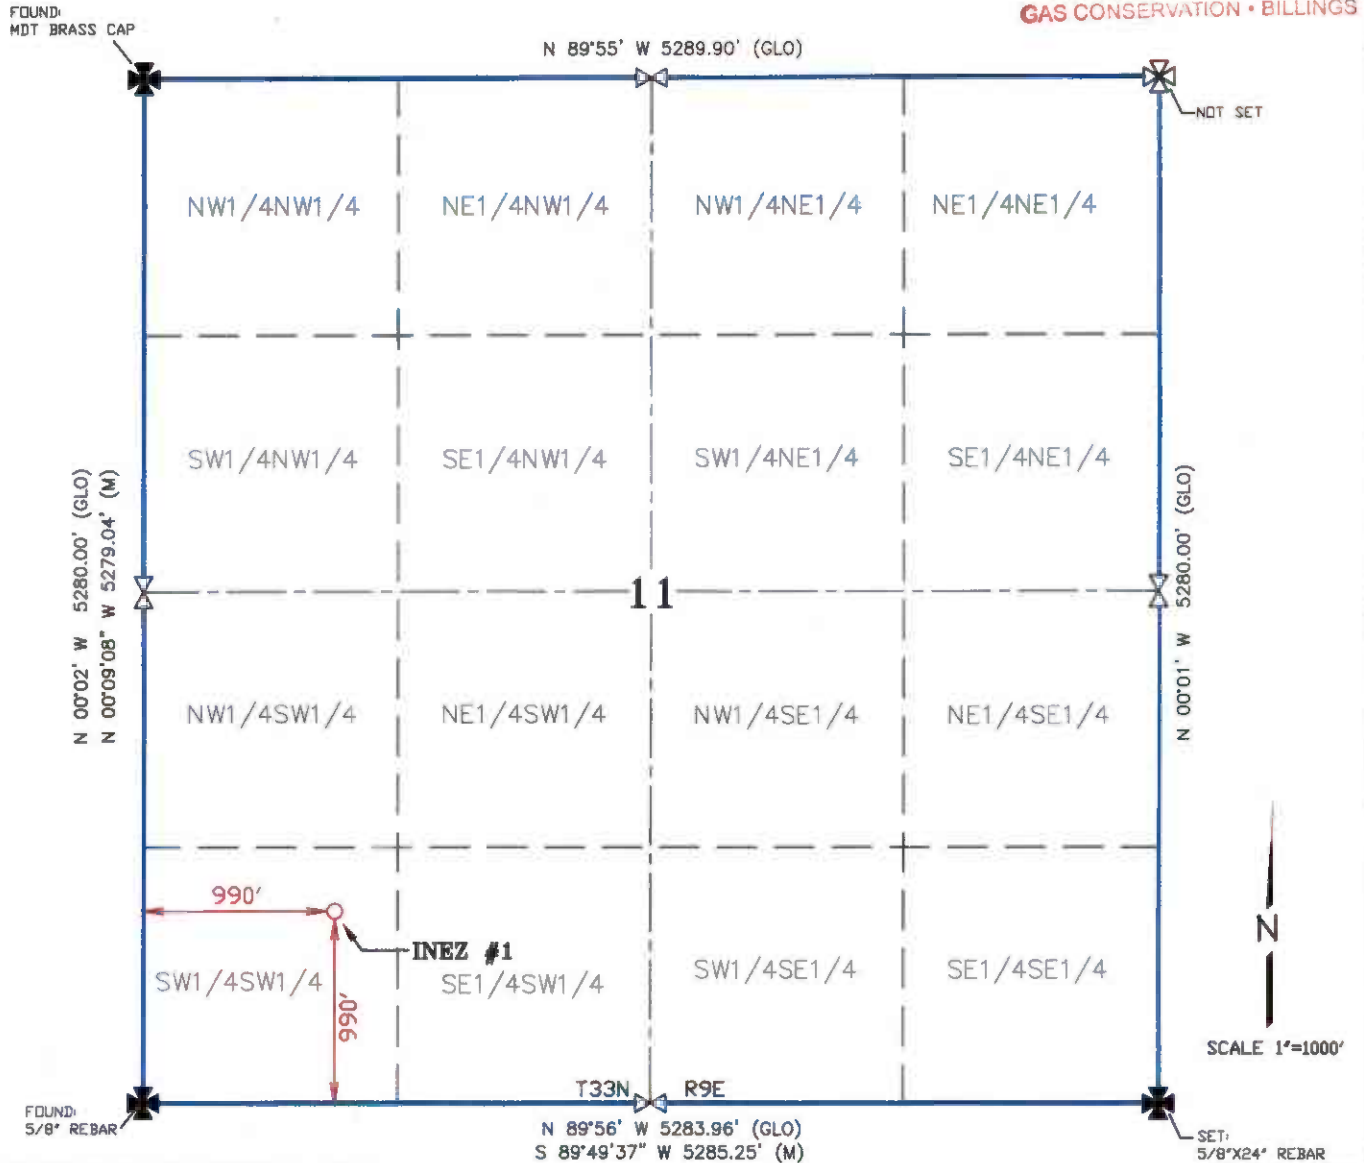 FOUND:
MDT BRASS CAP
GAS CONSERVATION • BILLINGS
N 89°55' W 5289.90' (GLO)
NOT SET
NW1/4NW1/4 NE1/4NW1/4 NW1/4NE1/4 NE1/4NE1/4
SW1/4NW1/4 SE1/4NW1/4 SW1/4NE1/4 SE1/4NE1/4
N 00°02' W 5280.00' (GLO)
N 00°09'08" W 5279.04' (M)
11
N 00°01' W 5280.00' (GLO)
NW1/4SW1/4 NE1/4SW1/4 NW1/4SE1/4 NE1/4SE1/4
990'
INEZ #1
SW1/4SW1/4 SE1/4SW1/4 SW1/4SE1/4 SE1/4SE1/4
990'
N
SCALE 1"=1000'
T33N R9E
FOUND:
5/8" REBAR
N 89°56' W 5283.96' (GLO)
S 89°49'37" W 5285.25' (M)
SET:
5/8"X24" REBAR